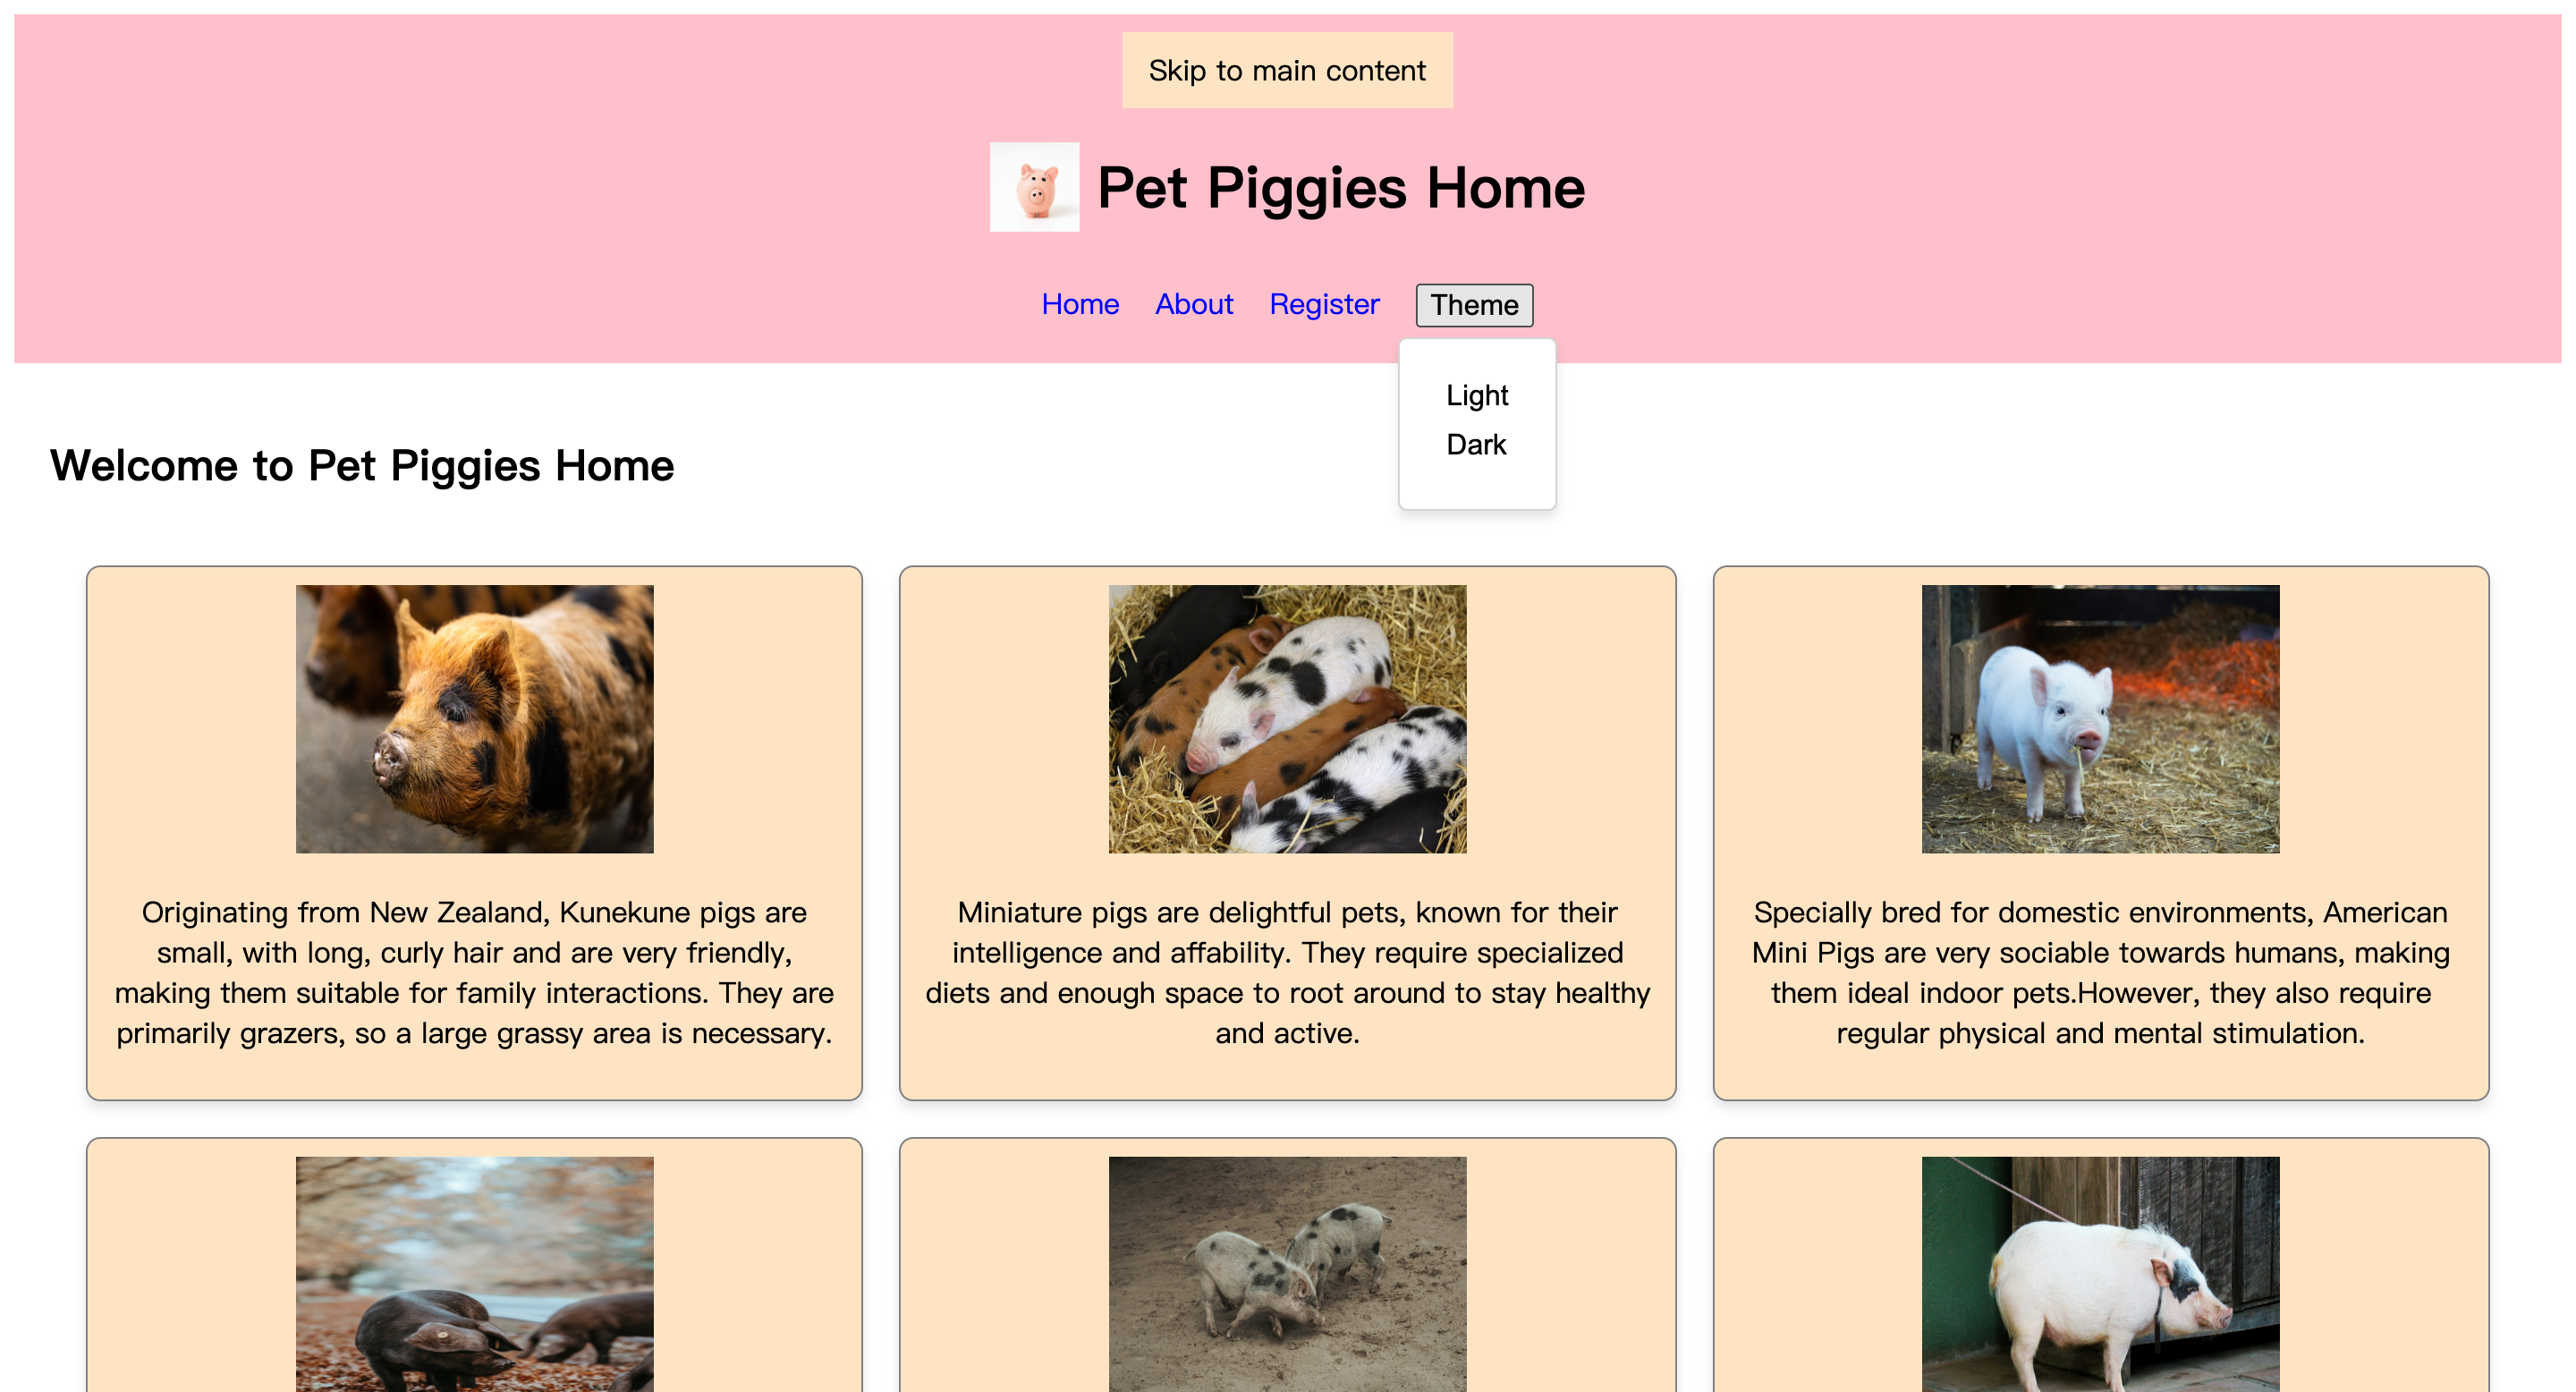 Skip to main content
Pet Piggies Home
Home About Register Theme
Light
Dark
Welcome to Pet Piggies Home
Originating from New Zealand, Kunekune pigs are
small, with long, curly hair and are very friendly,
making them suitable for family interactions. They are
primarily grazers, so a large grassy area is necessary.
Miniature pigs are delightful pets, known for their
intelligence and affability. They require specialized
diets and enough space to root around to stay healthy
and active.
Specially bred for domestic environments, American
Mini Pigs are very sociable towards humans, making
them ideal indoor pets.However, they also require
regular physical and mental stimulation.